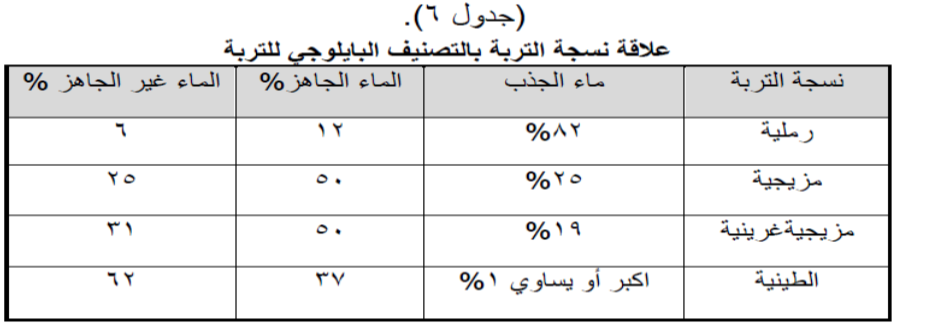 (جدول ٦).
علاقة نسجة التربة بالتصنيف البايلوجي للتربة
نسجة التربة ماء الجذب الماء الجاهز% الماء غير الجاهز %
رملية ٨٢% ١٢ ٦
مزيجية ٢٥% ٥٠ ٢٥
مزيجيةغرينية ١٩% ٥٠ ٣١
الطينية اكبر أو يساوي ١% ٣٧ ٦٢